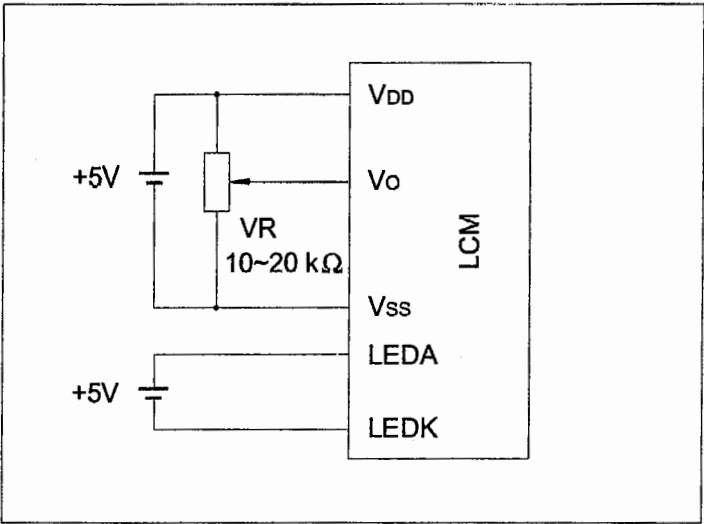 VDD
+5V
VO
VR
10~20 kΩ
LCM
VSS
LEDA
+5V
LEDK